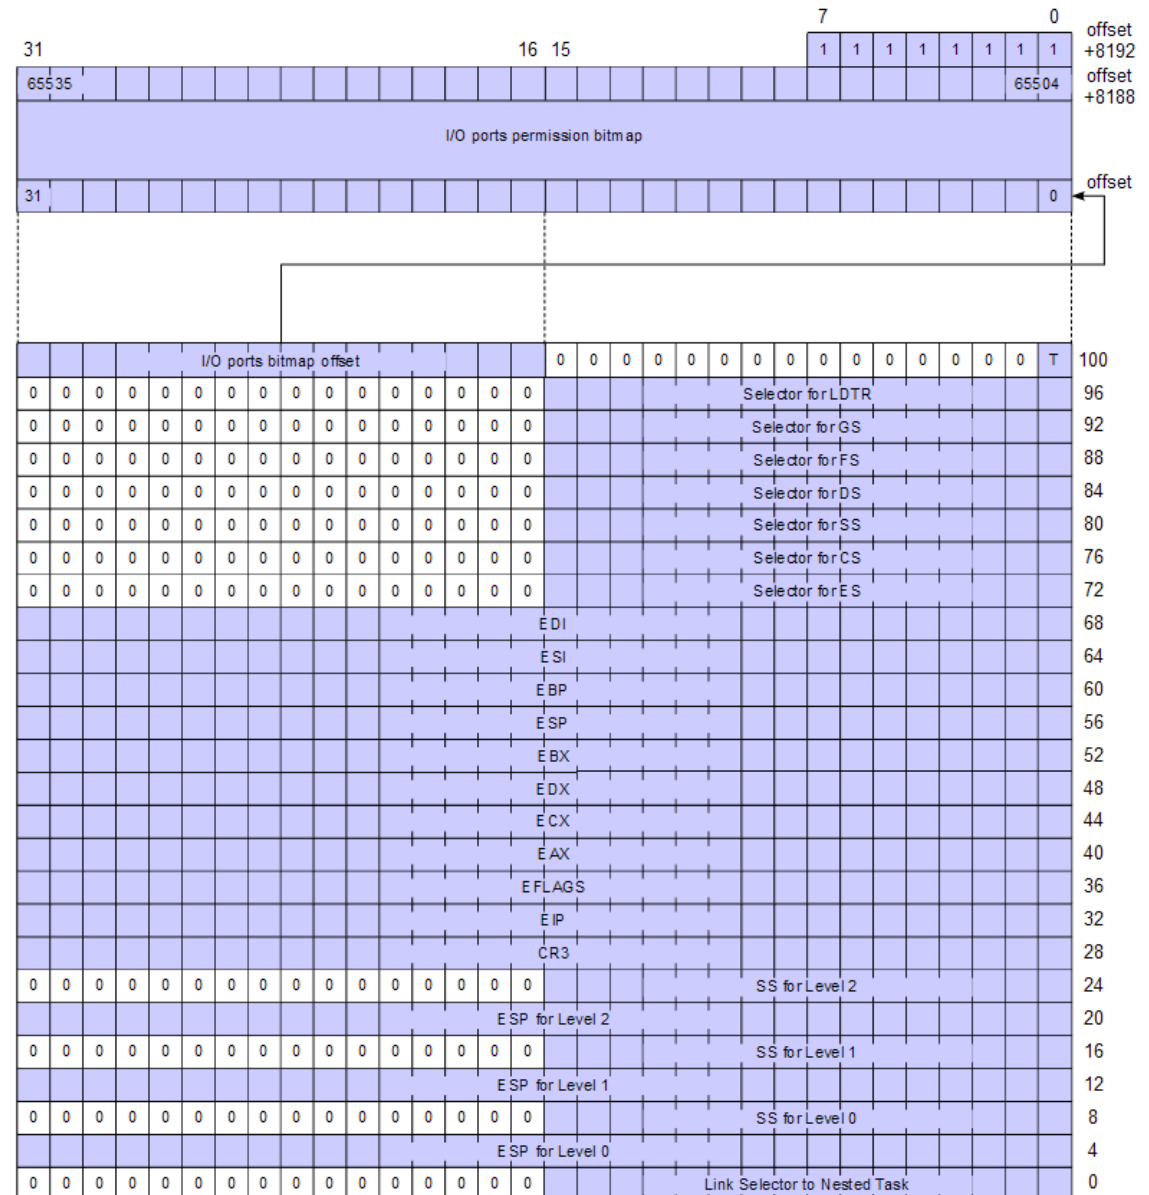 7 0
offset
31 16 15 1 1 1 1 1 1 1 1 +8192
65535 65504 offset
+8188
I/O ports permission bitmap
offset
31 0
I/O ports bitmap offset 0 0 0 0 0 0 0 0 0 0 0 0 0 0 0 T 100
0 0 0 0 0 0 0 0 0 0 0 0 0 0 0 0 Selector for LDTR 96
0 0 0 0 0 0 0 0 0 0 0 0 0 0 0 0 Selector for GS 92
0 0 0 0 0 0 0 0 0 0 0 0 0 0 0 0 Selector for FS 88
0 0 0 0 0 0 0 0 0 0 0 0 0 0 0 0 Selector for DS 84
0 0 0 0 0 0 0 0 0 0 0 0 0 0 0 0 Selector for SS 80
0 0 0 0 0 0 0 0 0 0 0 0 0 0 0 0 Selector for CS 76
0 0 0 0 0 0 0 0 0 0 0 0 0 0 0 0 Selector for ES 72
EDI 68
ESI 64
EBP 60
ESP 56
EBX 52
EDX 48
ECX 44
EAX 40
EFLAGS 36
EIP 32
CR3 28
0 0 0 0 0 0 0 0 0 0 0 0 0 0 0 0 SS for Level 2 24
ESP for Level 2 20
0 0 0 0 0 0 0 0 0 0 0 0 0 0 0 0 SS for Level 1 16
ESP for Level 1 12
0 0 0 0 0 0 0 0 0 0 0 0 0 0 0 0 SS for Level 0 8
ESP for Level 0 4
0 0 0 0 0 0 0 0 0 0 0 0 0 0 0 0 Link Selector to Nested Task 0